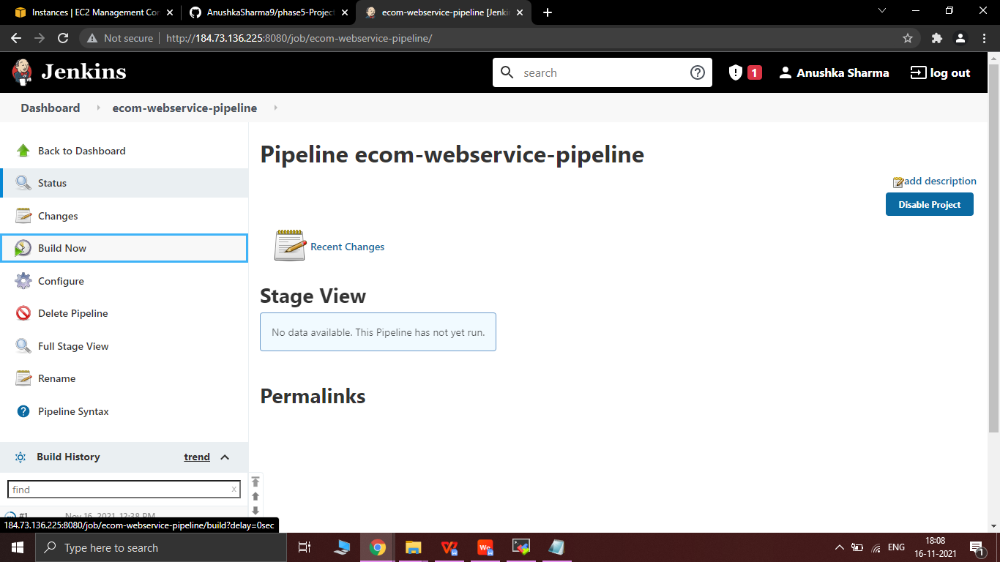 Instances | EC2 Management Con
AnushkaSharma9/phase5-Project
ecom-webservice-pipeline [Jenki
Not secure
http://184.73.136.225:8080/job/ecom-webservice-pipeline/
Jenkins
search
1
Anushka Sharma
log out
Dashboard
ecom-webservice-pipeline
Back to Dashboard
Status
Changes
Build Now
Configure
Delete Pipeline
Full Stage View
Rename
Pipeline Syntax
Build History
trend
find
x
#1
Nov 16, 2021, 12:38 PM
Pipeline ecom-webservice-pipeline
add description
Disable Project
Recent Changes
Stage View
No data available. This Pipeline has not yet run.
Permalinks
184.73.136.225:8080/job/ecom-webservice-pipeline/build?delay=0sec
Type here to search
ENG
18:08
16-11-2021
1